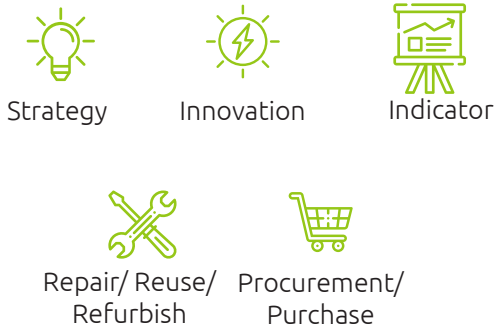 Strategy
Innovation
Indicator
Repair/ Reuse/
Refurbish
Procurement/
Purchase